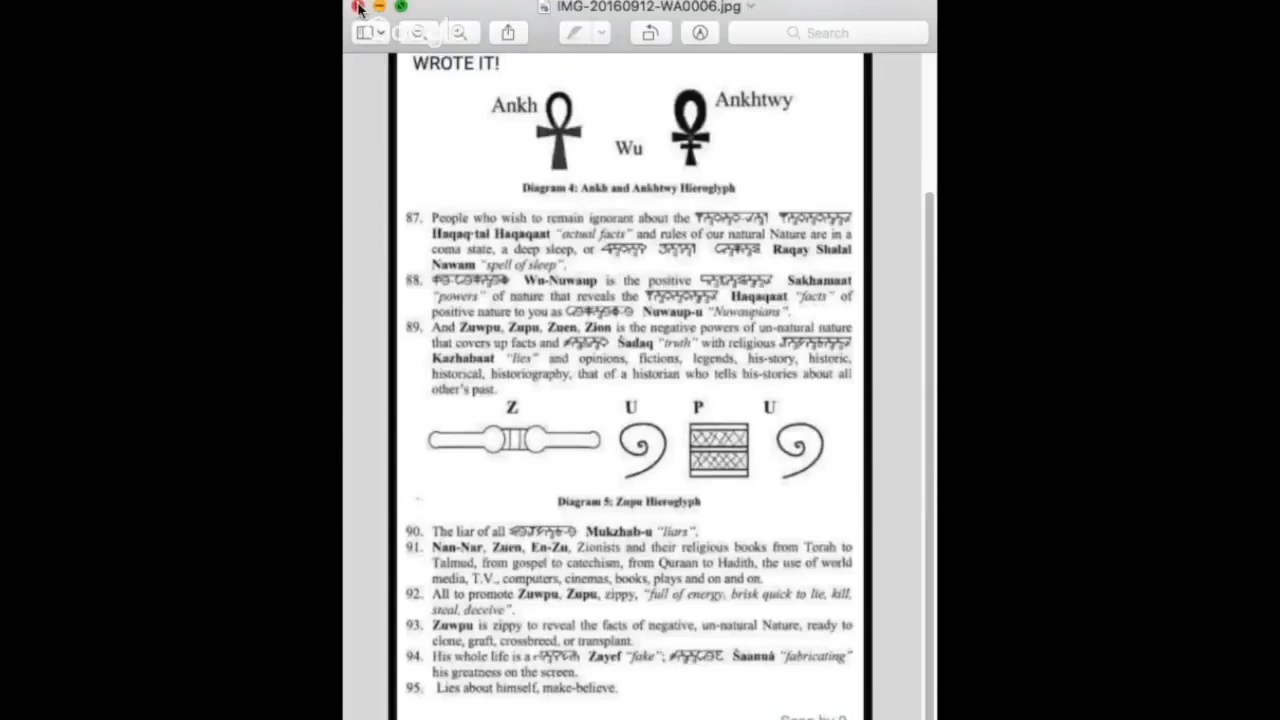 IMG-20160912-WA0006.jpg
Search
WROTE IT!
Ankh
Ankhtwy
Wu
Diagram 4: Ankh and Ankhtwy Hieroglyph
87. People who wish to remain ignorant about the
Haqaq-tal Haqaqaat "actual facts" and rules of our natural Nature are in a
coma state, a deep sleep, or Raqay Shalal
Nawam "spell of sleep".
88. Wu-Nuwaup is the positive Sakhamaat
"powers" of nature that reveals the Haqaqaat "facts" of
positive nature to you as Nuwaup-u "Nuwaupians".
89. And Zuwpu, Zupu, Zuen, Zion is the negative powers of un-natural nature
that covers up facts and Ŝadaq "truth" with religious
Kazhabaat "lies" and opinions, fictions, legends, his-story, historic,
historical, historiography, that of a historian who tells his-stories about all
other's past.
Z U P U
Diagram 5: Zupu Hieroglyph
90. The liar of all Mukzhab-u "liars".
91. Nan-Nar, Zuen, En-Zu, Zionists and their religious books from Torah to
Talmud, from gospel to catechism, from Quraan to Hadith, the use of world
media, T.V., computers, cinemas, books, plays and on and on.
92. All to promote Zuwpu, Zupu, zippy, "full of energy, brisk quick to lie, kill,
steal, deceive".
93. Zuwpu is zippy to reveal the facts of negative, un-natural Nature, ready to
clone, graft, crossbreed, or transplant.
94. His whole life is a Zayef "fake"; Ŝaanuà "fabricating"
his greatness on the screen.
95. Lies about himself, make-believe.